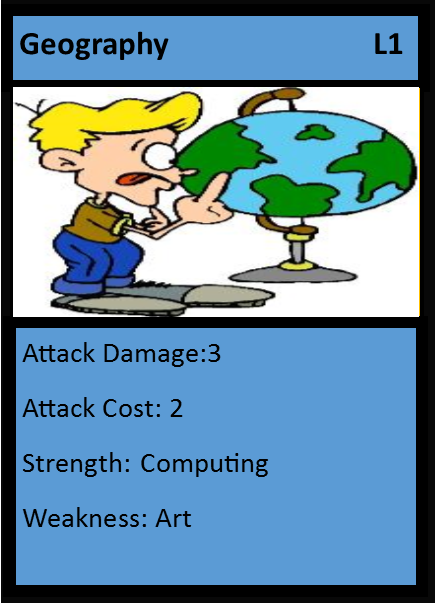 Geography L1
Attack Damage:3
Attack Cost: 2
Strength: Computing
Weakness: Art